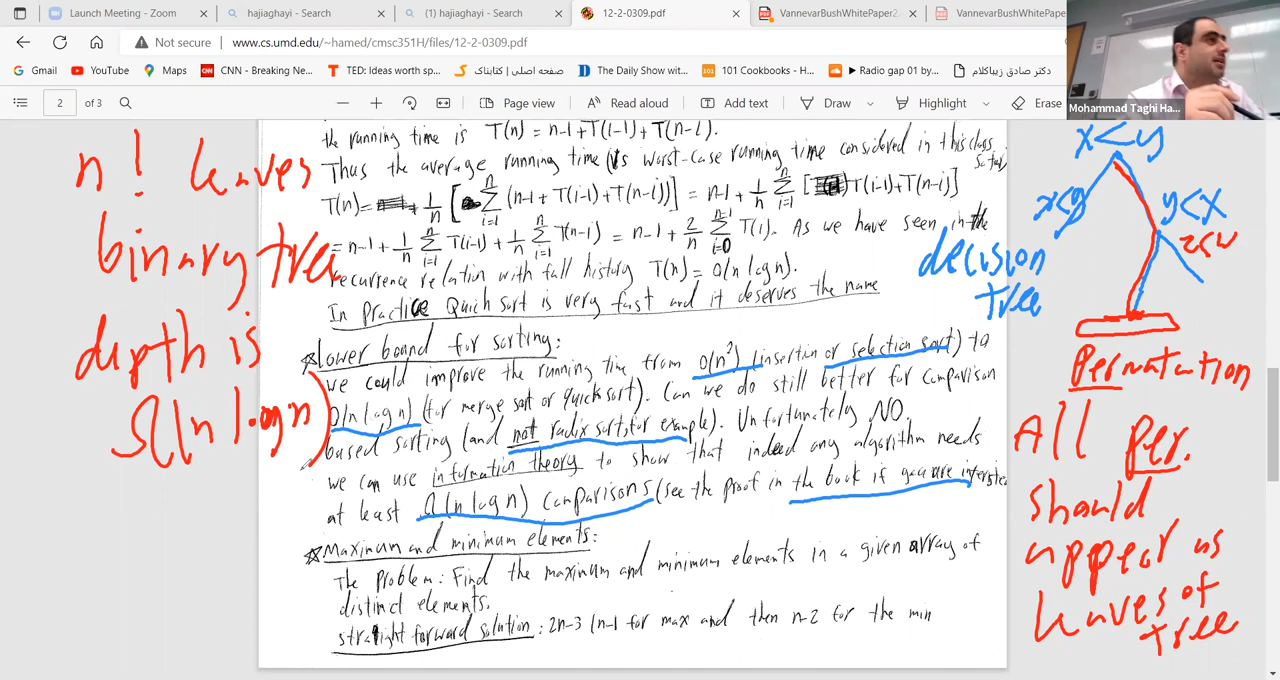 Launch Meeting - Zoom
hajiaghayi - Search
(1) hajiaghayi - Search
12-2-0309.pdf
VannevarBushWhitePaper2
VannevarBushWhitePape
Not secure
www.cs.umd.edu/~hamed/cmsc351H/files/12-2-0309.pdf
Gmail
YouTube
Maps
CNN - Breaking Ne...
TED: Ideas worth sp...
صفحه اصلی | کتابناک
The Daily Show wit...
101 Cookbooks - H...
Radio gap 01 by...
دکتر صادق زیباکلام
2
of 3
Page view
Read aloud
Add text
Draw
Highlight
Erase
Mohammad Taghi Ha...
the running time is T(n) = n-1+T(i-1)+T(n-i).
Thus the average running time (vs worst-case running time considered in this class
T(n)= 1/n [ Σ_{i=1}^{n} (n-1+T(i-1)+T(n-i))] = n-1 + 1/n Σ_{i=1}^{n} [T(i-1)+T(n-i)]
= n-1 + 1/n Σ_{i=1}^{n} T(i-1) + 1/n Σ_{i=1}^{n} T(n-i) = n-1 + 2/n Σ_{i=0}^{n-1} T(i). As we have seen in the
recurrence relation with full history T(n) = O(n log n).
In practice Quick sort is very fast and it deserves the name
Lower bound for sorting:
we could improve the running time from O(n²) (insertion or selection sort) to
O(n log n) (for merge sort or quicksort). Can we do still better for comparison
based sorting (and not radix sort for example). Unfortunately NO.
we can use information theory to show that indeed any algorithm needs
at least Ω(n log n) comparisons (see the proof in the book if you are
Maximum and minimum elements:
The problem: Find the maximum and minimum elements in a given array of
distinct elements.
straight forward solution: 2n-3 (n-1 for max and then n-2 for the min
n! leaves
binary tree
depth is
Ω(n log n)
x<y
x<y
y<x
decision
tree
Permutation
All per.
should
appear as
leaves of
tree